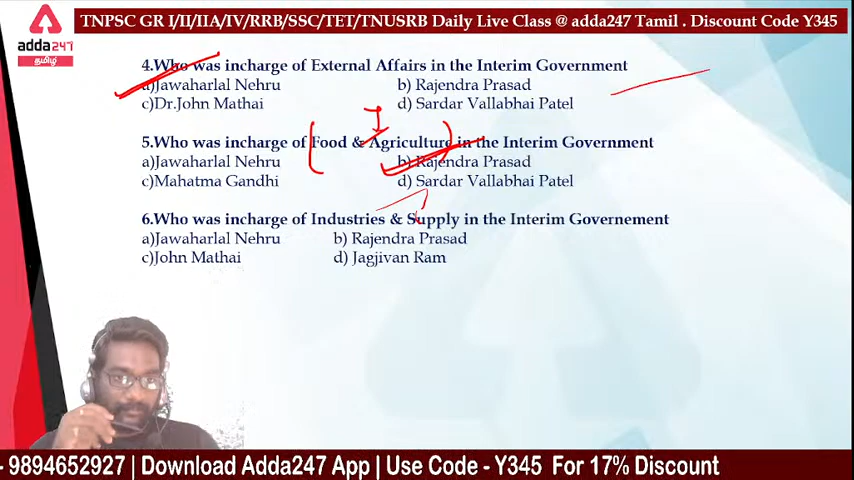 TNPSC GR I/II/IIA/IV/RRB/SSC/TET/TNUSRB Daily Live Class @ adda247 Tamil . Discount Code Y345
adda247
தமிழ்
4.Who was incharge of External Affairs in the Interim Government
a)Jawaharlal Nehru b) Rajendra Prasad
c)Dr.John Mathai d) Sardar Vallabhai Patel
5.Who was incharge of Food & Agriculture in the Interim Government
a)Jawaharlal Nehru b) Rajendra Prasad
c)Mahatma Gandhi d) Sardar Vallabhai Patel
6.Who was incharge of Industries & Supply in the Interim Governement
a)Jawaharlal Nehru b) Rajendra Prasad
c)John Mathai d) Jagjivan Ram
- 9894652927 | Download Adda247 App | Use Code - Y345 For 17% Discount